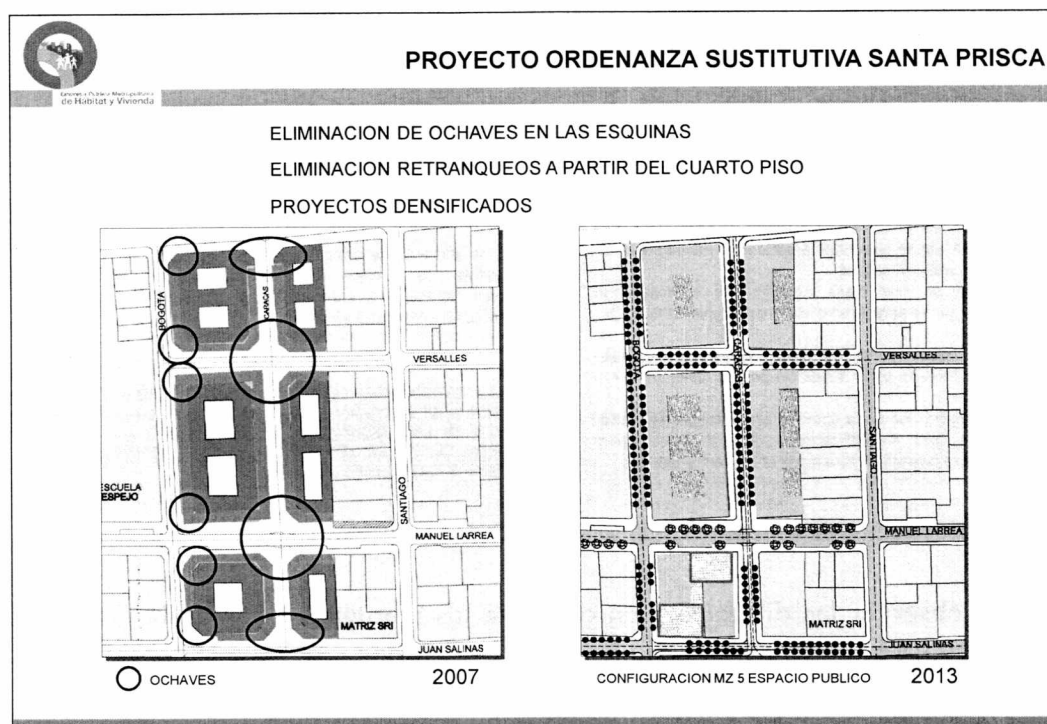 PROYECTO ORDENANZA SUSTITUTIVA SANTA PRISCA
de Hábitat y Vivienda
ELIMINACION DE OCHAVES EN LAS ESQUINAS
ELIMINACION RETRANQUEOS A PARTIR DEL CUARTO PISO
PROYECTOS DENSIFICADOS
BOGOTA
CARACAS
VERSALLES
ESCUELA
ESPEJO
SANTIAGO
MANUEL LARREA
MATRIZ SRI
JUAN SALINAS
OCHAVES
2007
BOGOTA
CARACAS
VERSALLES
SANTIAGO
MANUEL LARREA
MATRIZ SRI
JUAN SALINAS
CONFIGURACION MZ 5 ESPACIO PUBLICO
2013